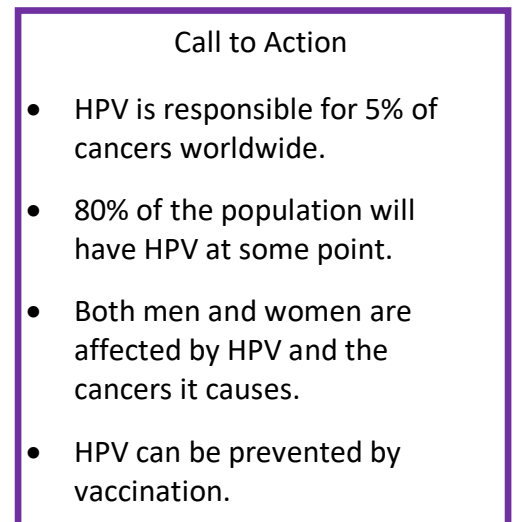 Call to Action
• HPV is responsible for 5% of
cancers worldwide.
• 80% of the population will
have HPV at some point.
• Both men and women are
affected by HPV and the
cancers it causes.
• HPV can be prevented by
vaccination.